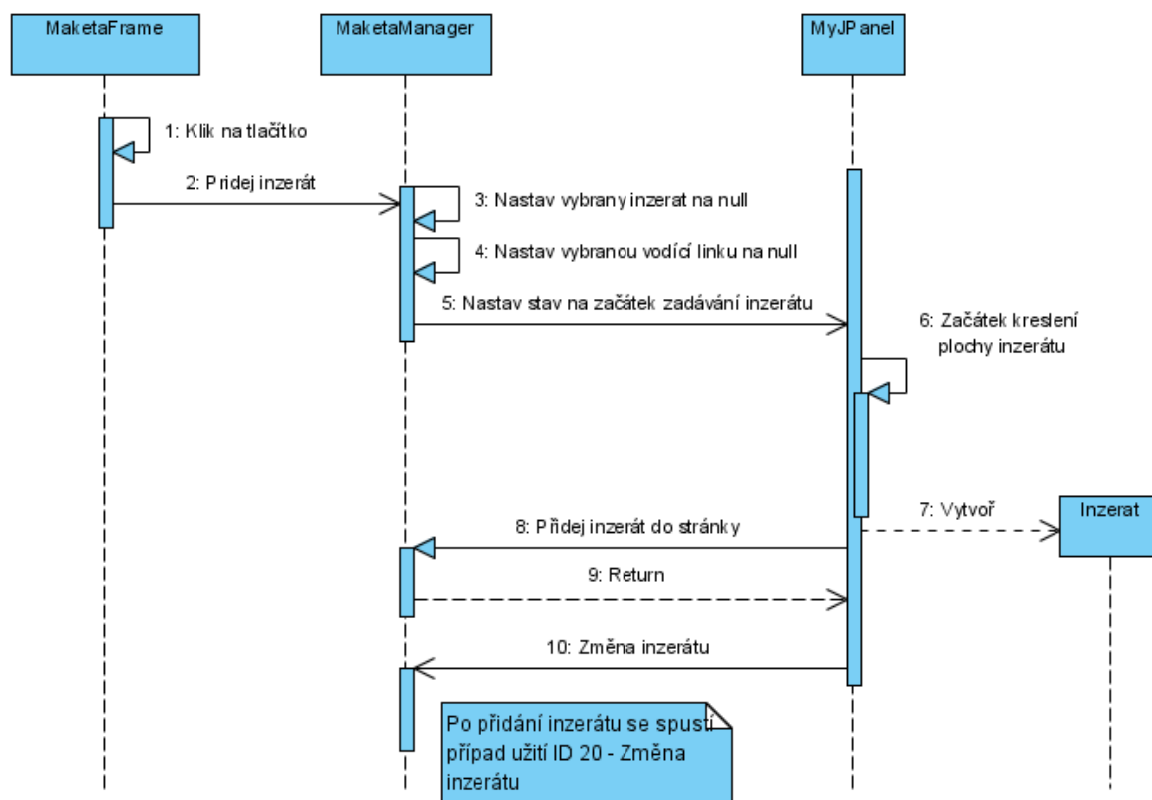 MaketaFrame
MaketaManager
MyJPanel
1: Klik na tlačítko
2: Pridej inzerát
3: Nastav vybrany inzerat na null
4: Nastav vybranou vodící linku na null
5: Nastav stav na začátek zadávání inzerátu
6: Začátek kreslení
plochy inzerátu
7: Vytvoř
Inzerat
8: Přidej inzerát do stránky
9: Return
10: Změna inzerátu
Po přidání inzerátu se spustí
případ užití ID 20 - Změna
inzerátu